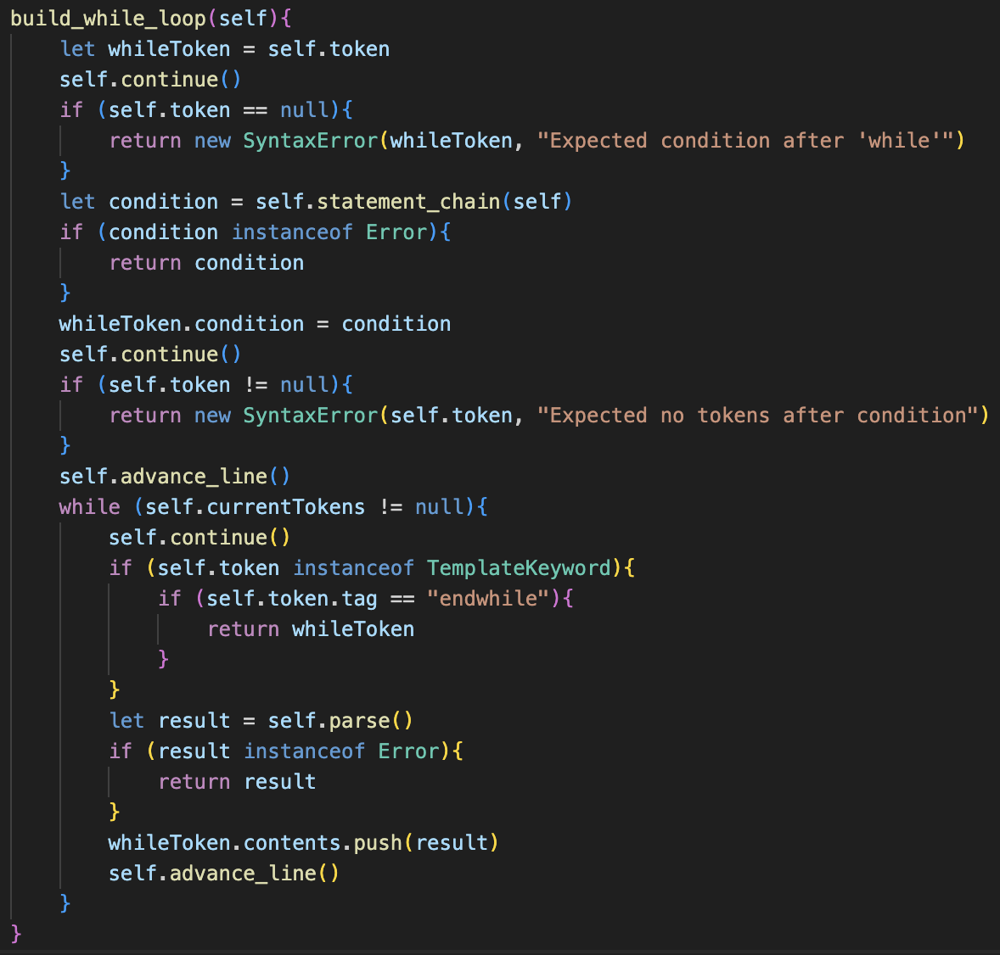 build_while_loop(self){
    let whileToken = self.token
    self.continue()
    if (self.token == null){
        return new SyntaxError(whileToken, "Expected condition after 'while'")
    }
    let condition = self.statement_chain(self)
    if (condition instanceof Error){
        return condition
    }
    whileToken.condition = condition
    self.continue()
    if (self.token != null){
        return new SyntaxError(self.token, "Expected no tokens after condition")
    }
    self.advance_line()
    while (self.currentTokens != null){
        self.continue()
        if (self.token instanceof TemplateKeyword){
            if (self.token.tag == "endwhile"){
                return whileToken
            }
        }
        let result = self.parse()
        if (result instanceof Error){
            return result
        }
        whileToken.contents.push(result)
        self.advance_line()
    }
}